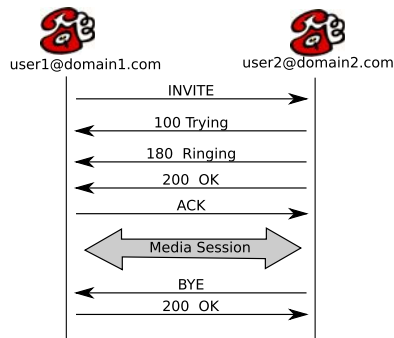 user1@domain1.com
user2@domain2.com
INVITE
100 Trying
180 Ringing
200 OK
ACK
Media Session
BYE
200 OK